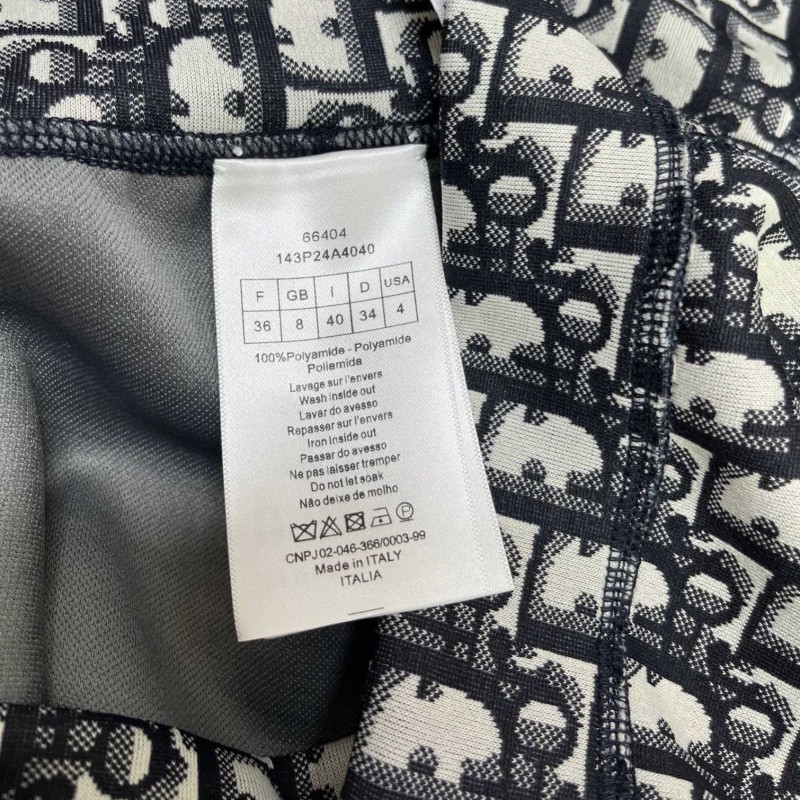 66404
143P24A4040
F GB I D USA
36 8 40 34 4
100%Polyamide - Polyamide
Poliamida
Lavage sur l'envers
Wash Inside out
Lavar do avesso
Repasser sur l'envers
Iron Inside out
Passar do avesso
Ne pas laisser tremper
Do not let soak
Não deixe de molho
P
CNPJ 02-046-366/0003-99
Made in ITALY
ITALIA